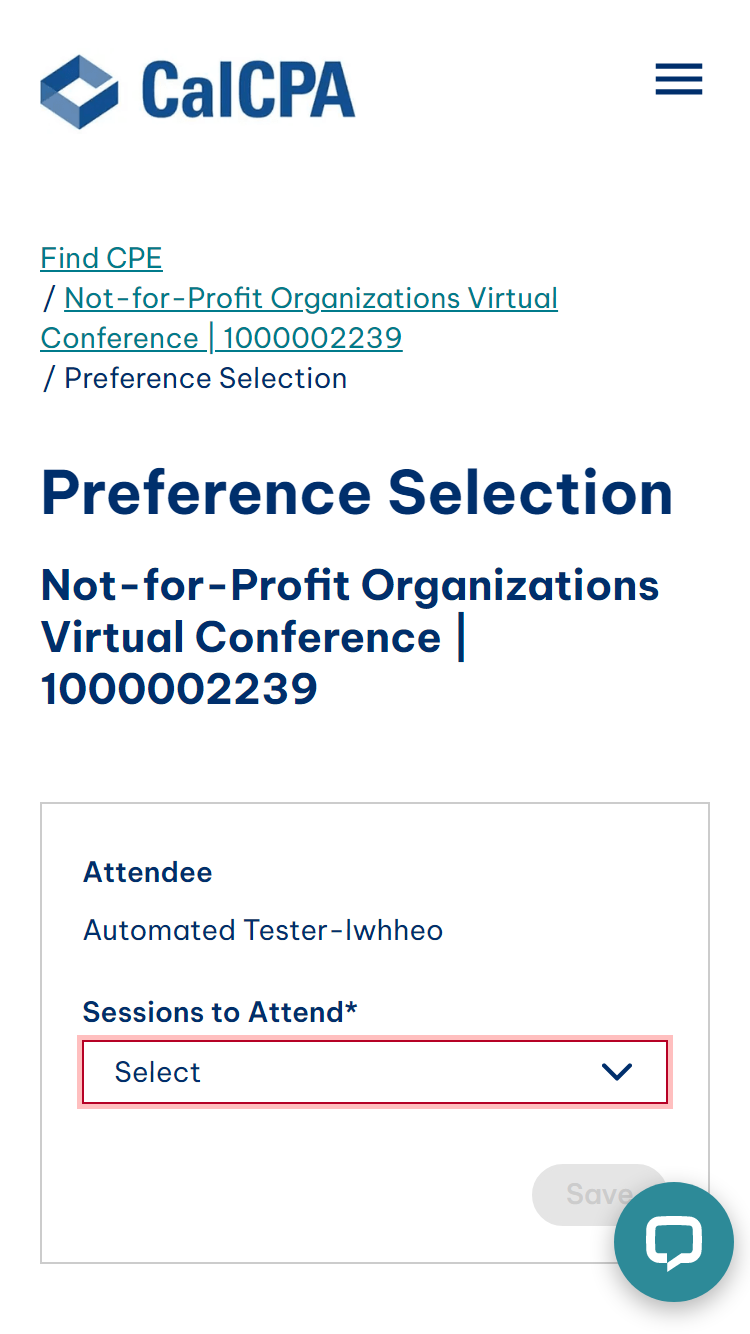 CalCPA
Find CPE
/ Not-for-Profit Organizations Virtual
Conference | 1000002239
/ Preference Selection
Preference Selection
Not-for-Profit Organizations
Virtual Conference |
1000002239
Attendee
Automated Tester-lwhheo
Sessions to Attend*
Select
Save